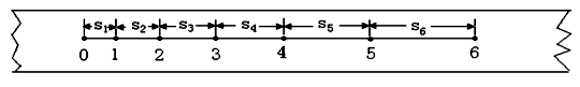 s₁ s₂ s₃ s₄ s₅ s₆
0 1 2 3 4 5 6